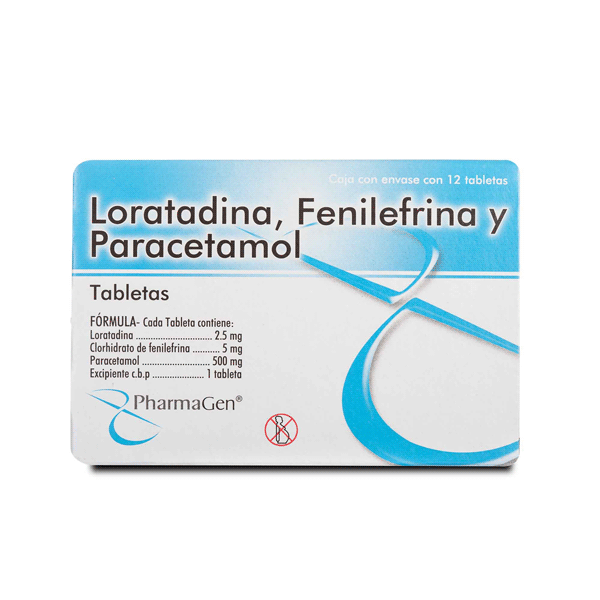 Caja con envase con 12 tabletas
Loratadina, Fenilefrina y
Paracetamol
Tabletas
FÓRMULA- Cada Tableta contiene:
Loratadina ............................ 2.5 mg
Clorhidrato de fenilefrina .......... 5 mg
Paracetamol ......................... 500 mg
Excipiente c.b.p ..................... 1 tableta
PharmaGen®